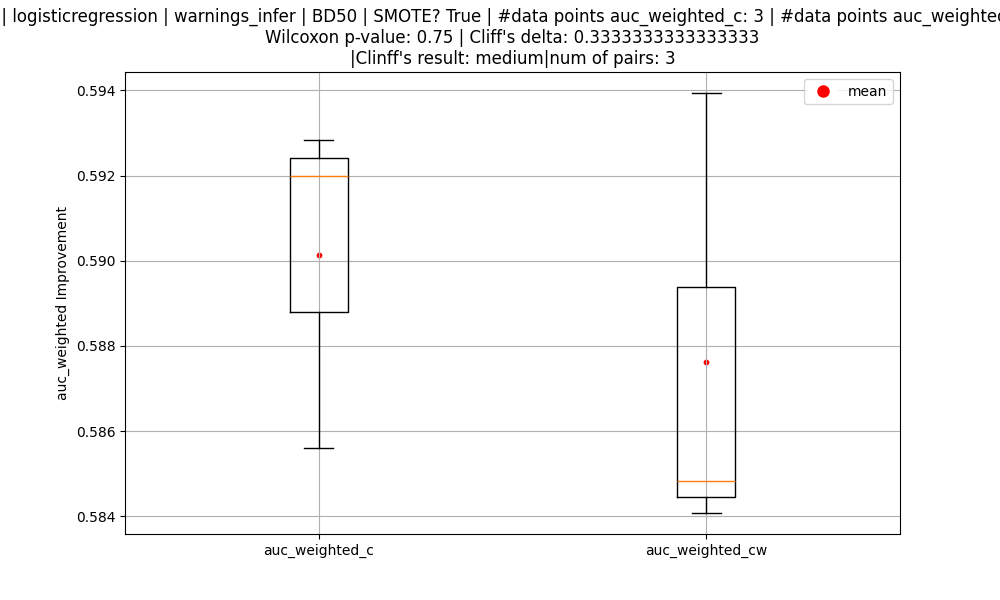 | logisticregression | warnings_infer | BD50 | SMOTE? True | #data points auc_weighted_c: 3 | #data points
Wilcoxon p-value: 0.75 | Cliff's delta: 0.3333333333333333
|Clinff's result: medium|num of pairs: 3
mean
0.594
0.592
0.590
0.588
0.586
0.584
auc_weighted Improvement
auc_weighted_c
auc_weighted_cw